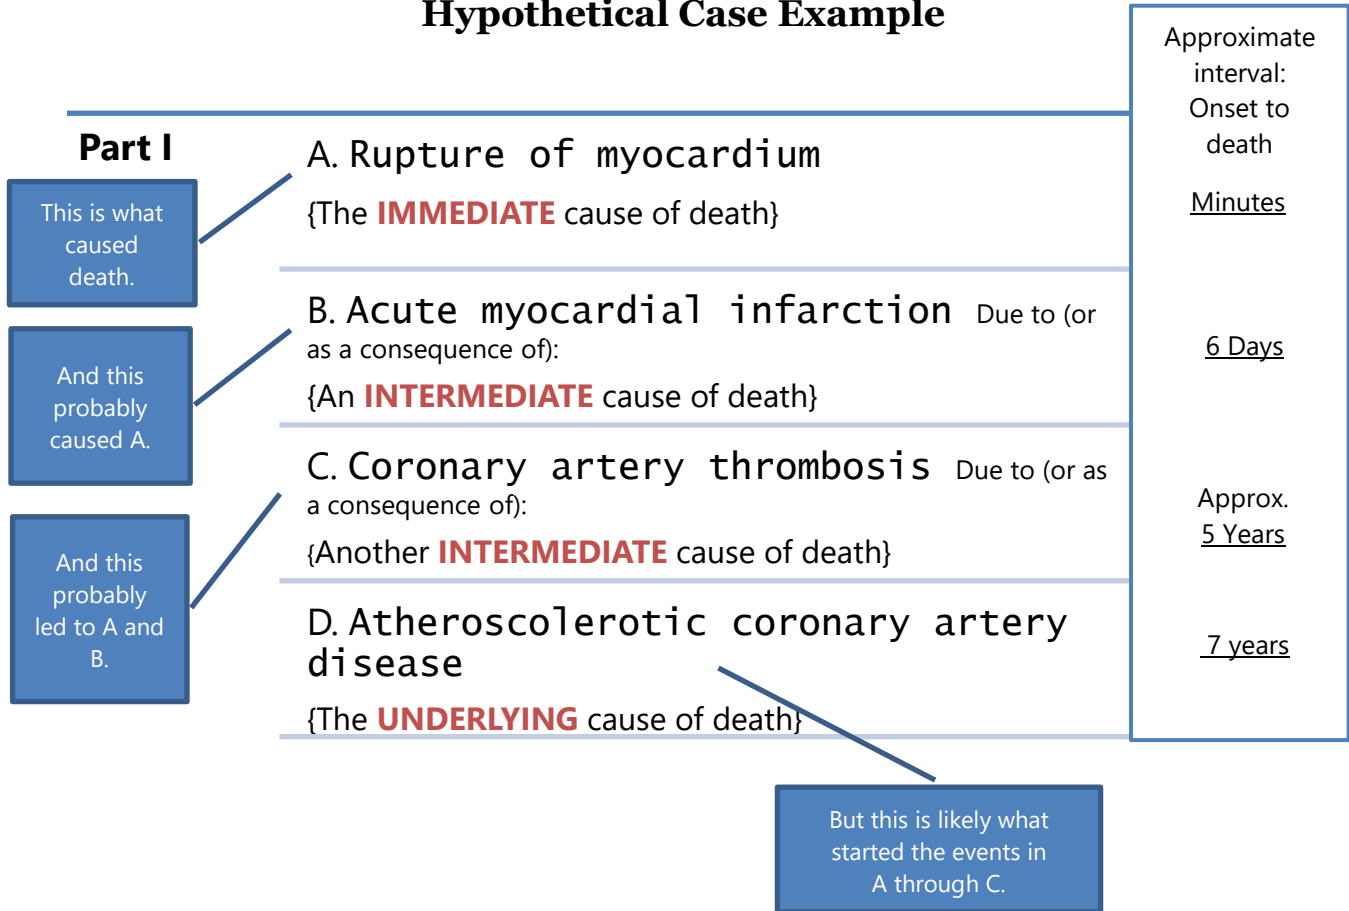 Hypothetical Case Example
Approximate
interval:
Onset to
death
Part I
A. Rupture of myocardium
{The IMMEDIATE cause of death}
Minutes
This is what
caused
death.
B. Acute myocardial infarction Due to (or
as a consequence of):
{An INTERMEDIATE cause of death}
6 Days
And this
probably
caused A.
C. Coronary artery thrombosis Due to (or as
a consequence of):
{Another INTERMEDIATE cause of death}
Approx.
5 Years
And this
probably
led to A and
B.
D. Atheroscolerotic coronary artery
disease
{The UNDERLYING cause of death}
7 years
But this is likely what
started the events in
A through C.